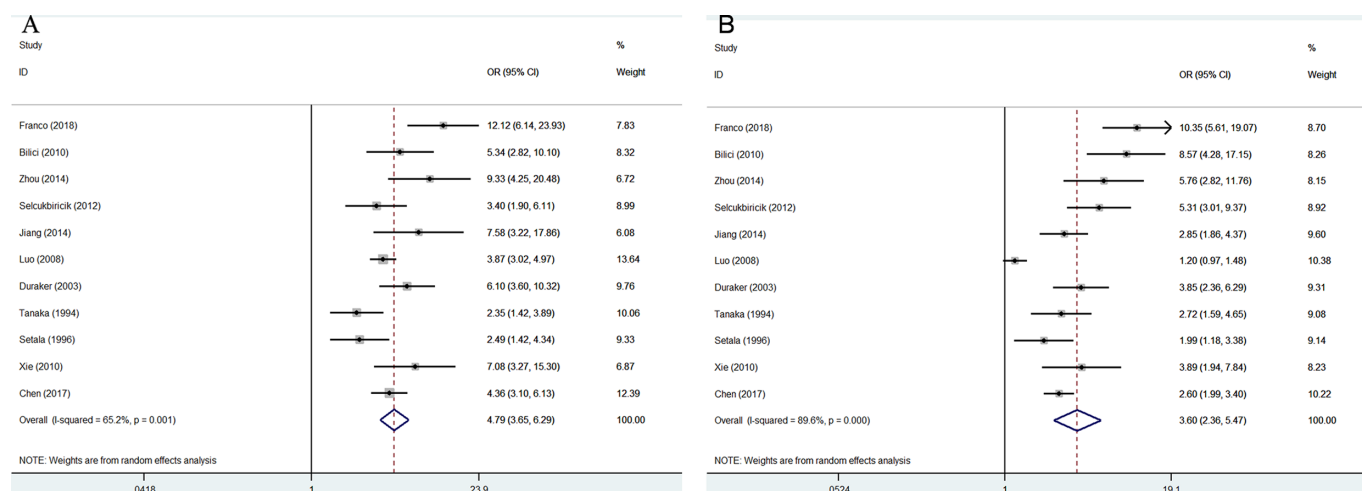 A
Study %
ID OR (95% CI) Weight
Franco (2018) 12.12 (6.14, 23.93) 7.83
Bilici (2010) 5.34 (2.82, 10.10) 8.32
Zhou (2014) 9.33 (4.25, 20.48) 6.72
Selcukbiricik (2012) 3.40 (1.90, 6.11) 8.99
Jiang (2014) 7.58 (3.22, 17.86) 6.08
Luo (2008) 3.87 (3.02, 4.97) 13.64
Duraker (2003) 6.10 (3.60, 10.32) 9.76
Tanaka (1994) 2.35 (1.42, 3.89) 10.06
Setala (1996) 2.49 (1.42, 4.34) 9.33
Xie (2010) 7.08 (3.27, 15.30) 6.87
Chen (2017) 4.36 (3.10, 6.13) 12.39
Overall (I-squared = 65.2%, p = 0.001) 4.79 (3.65, 6.29) 100.00
NOTE: Weights are from random effects analysis
.0418 1 23.9
B
Study %
ID OR (95% CI) Weight
Franco (2018) 10.35 (5.61, 19.07) 8.70
Bilici (2010) 8.57 (4.28, 17.15) 8.26
Zhou (2014) 5.76 (2.82, 11.76) 8.15
Selcukbiricik (2012) 5.31 (3.01, 9.37) 8.92
Jiang (2014) 2.85 (1.86, 4.37) 9.60
Luo (2008) 1.20 (0.97, 1.48) 10.38
Duraker (2003) 3.85 (2.36, 6.29) 9.31
Tanaka (1994) 2.72 (1.59, 4.65) 9.08
Setala (1996) 1.99 (1.18, 3.38) 9.14
Xie (2010) 3.89 (1.94, 7.84) 8.23
Chen (2017) 2.60 (1.99, 3.40) 10.22
Overall (I-squared = 89.6%, p = 0.000) 3.60 (2.36, 5.47) 100.00
NOTE: Weights are from random effects analysis
.0524 1 19.1